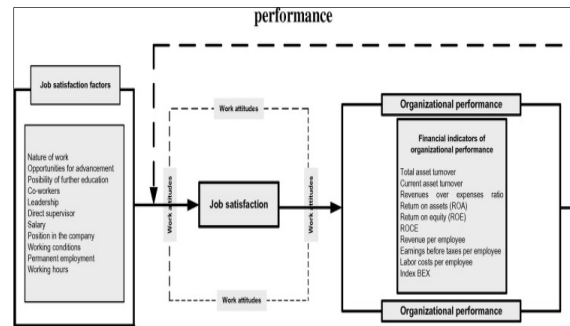 performance
Job satisfaction factors
Nature of work
Opportunities for advancement
Posibility of further education
Co-workers
Leadership
Direct supervisor
Salary
Position in the company
Working conditions
Permanent employment
Working hours
Work attitudes
Work attitudes
Job satisfaction
Work attitudes
Work attitudes
Organizational performance
Financial indicators of
organizational performance
Total asset turnover
Current asset turnover
Revenues over expenses ratio
Return on assets (ROA)
Return on equity (ROE)
ROCE
Revenue per employee
Earnings before taxes per employee
Labor costs per employee
Index BEX
Organizational performance